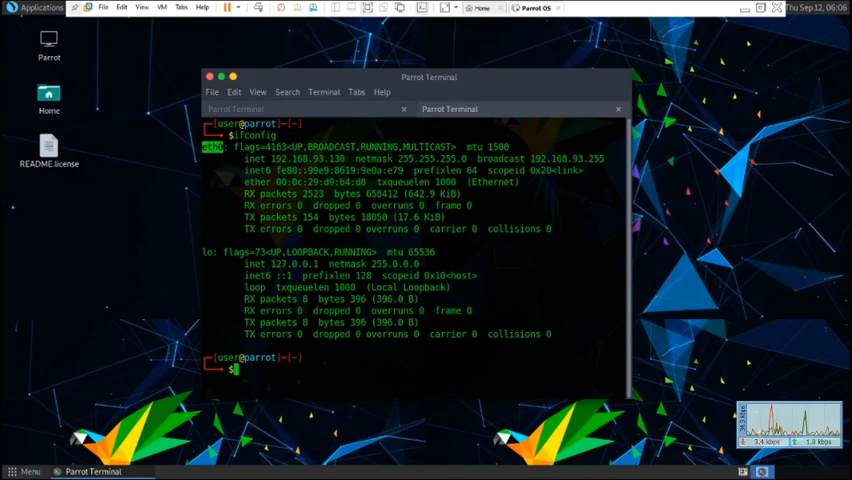 Applications
File Edit View VM Tabs Help
Home
Parrot OS
Thu Sep 12, 06:06
Parrot
Home
README.license
Parrot Terminal
File Edit View Search Terminal Tabs Help
Parrot Terminal
Parrot Terminal
[user@parrot]─[~]
$ifconfig
eth0: flags=4163<UP,BROADCAST,RUNNING,MULTICAST> mtu 1500
inet 192.168.93.130 netmask 255.255.255.0 broadcast 192.168.93.255
inet6 fe80::99e9:8619:9e0a:e79 prefixlen 64 scopeid 0x20<link>
ether 00:0c:29:d9:b4:d8 txqueuelen 1000 (Ethernet)
RX packets 2523 bytes 658412 (642.9 KiB)
RX errors 0 dropped 0 overruns 0 frame 0
TX packets 154 bytes 18050 (17.6 KiB)
TX errors 0 dropped 0 overruns 0 carrier 0 collisions 0
lo: flags=73<UP,LOOPBACK,RUNNING> mtu 65536
inet 127.0.0.1 netmask 255.0.0.0
inet6 ::1 prefixlen 128 scopeid 0x10<host>
loop txqueuelen 1000 (Local Loopback)
RX packets 8 bytes 396 (396.0 B)
RX errors 0 dropped 0 overruns 0 frame 0
TX packets 8 bytes 396 (396.0 B)
TX errors 0 dropped 0 overruns 0 carrier 0 collisions 0
[user@parrot]─[~]
$
3.4 kbps
1.8 kbps
Menu
Parrot Terminal